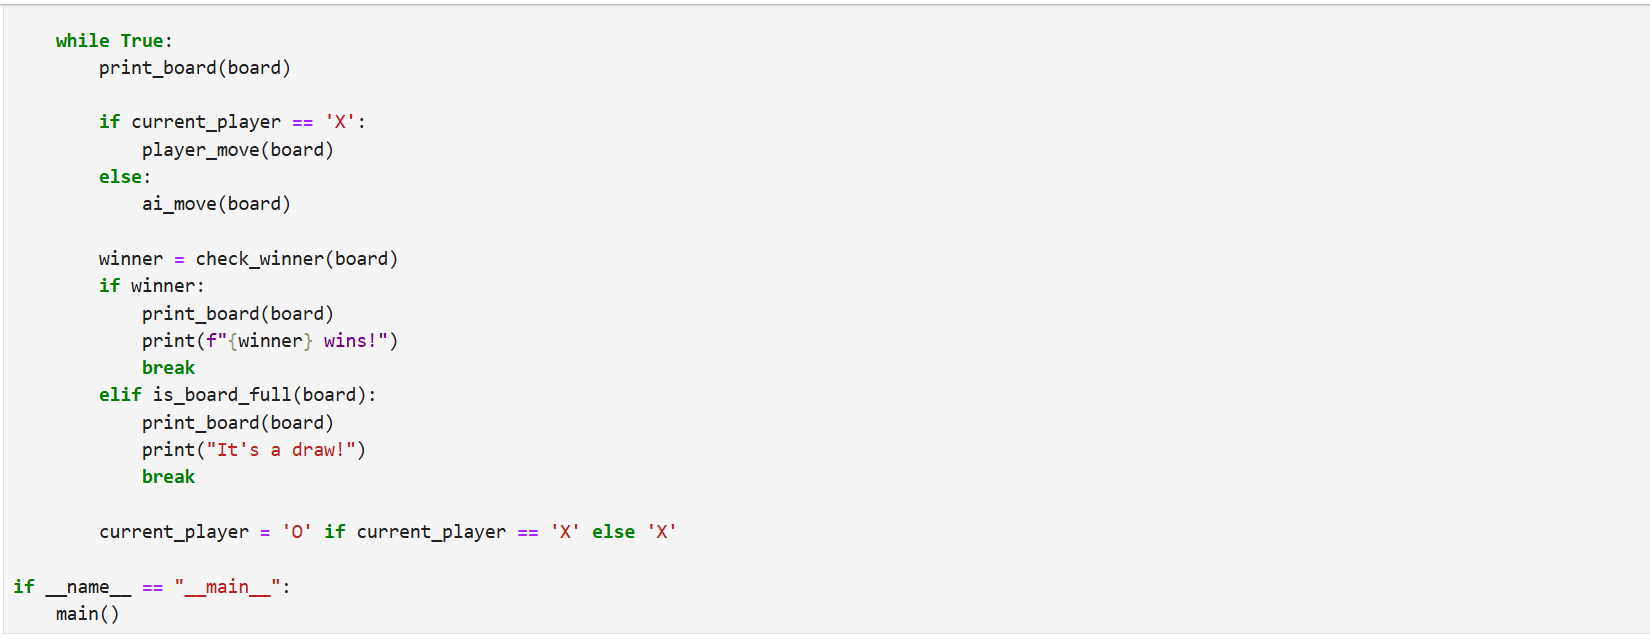 while True:
        print_board(board)

        if current_player == 'X':
            player_move(board)
        else:
            ai_move(board)

        winner = check_winner(board)
        if winner:
            print_board(board)
            print(f"{winner} wins!")
            break
        elif is_board_full(board):
            print_board(board)
            print("It's a draw!")
            break

        current_player = 'O' if current_player == 'X' else 'X'

if __name__ == "__main__":
    main()